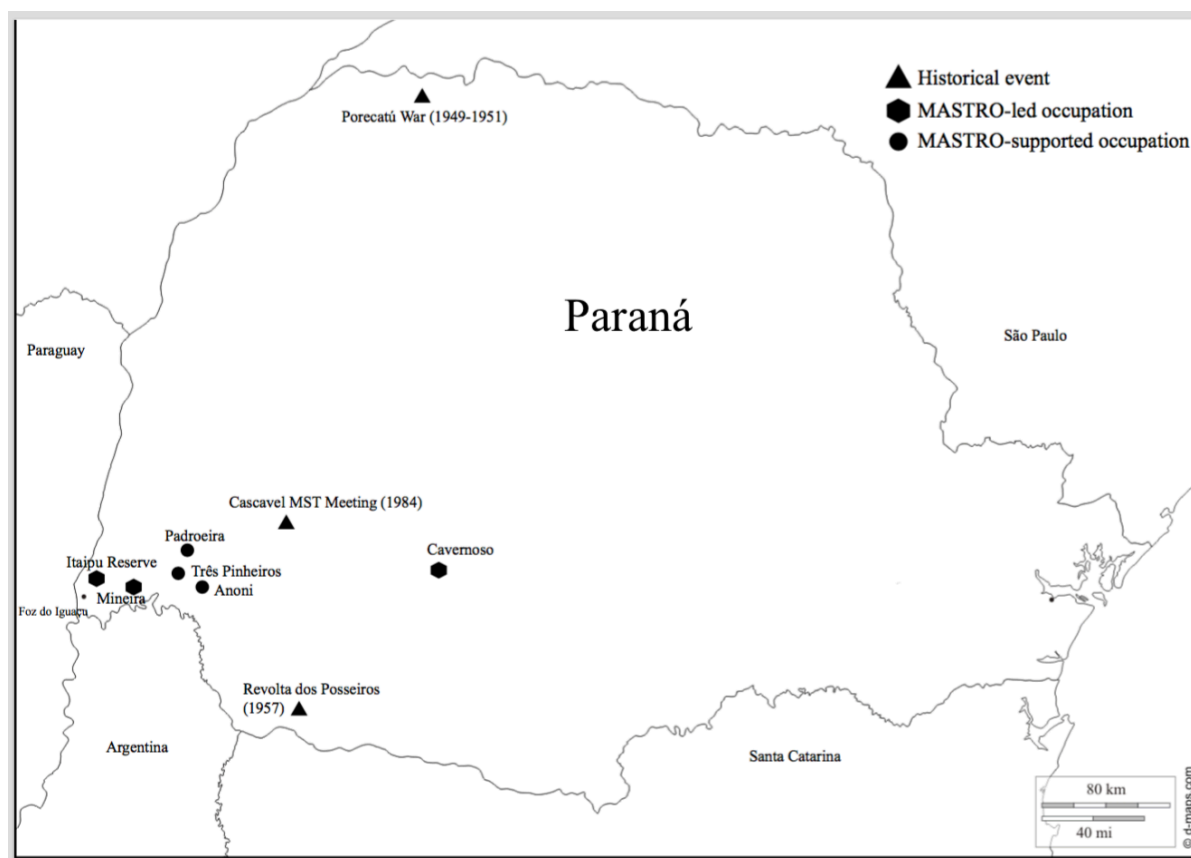 Historical event
MASTRO-led occupation
MASTRO-supported occupation
Porecatú War (1949-1951)
Paraná
São Paulo
Paraguay
Cascavel MST Meeting (1984)
Padroeira
Cavernoso
Itaipu Reserve
Três Pinheiros
Anoni
Mineira
Foz do Iguaçu
Revolta dos Posseiros
(1957)
Argentina
Santa Catarina
80 km
40 mi
© d-maps.com